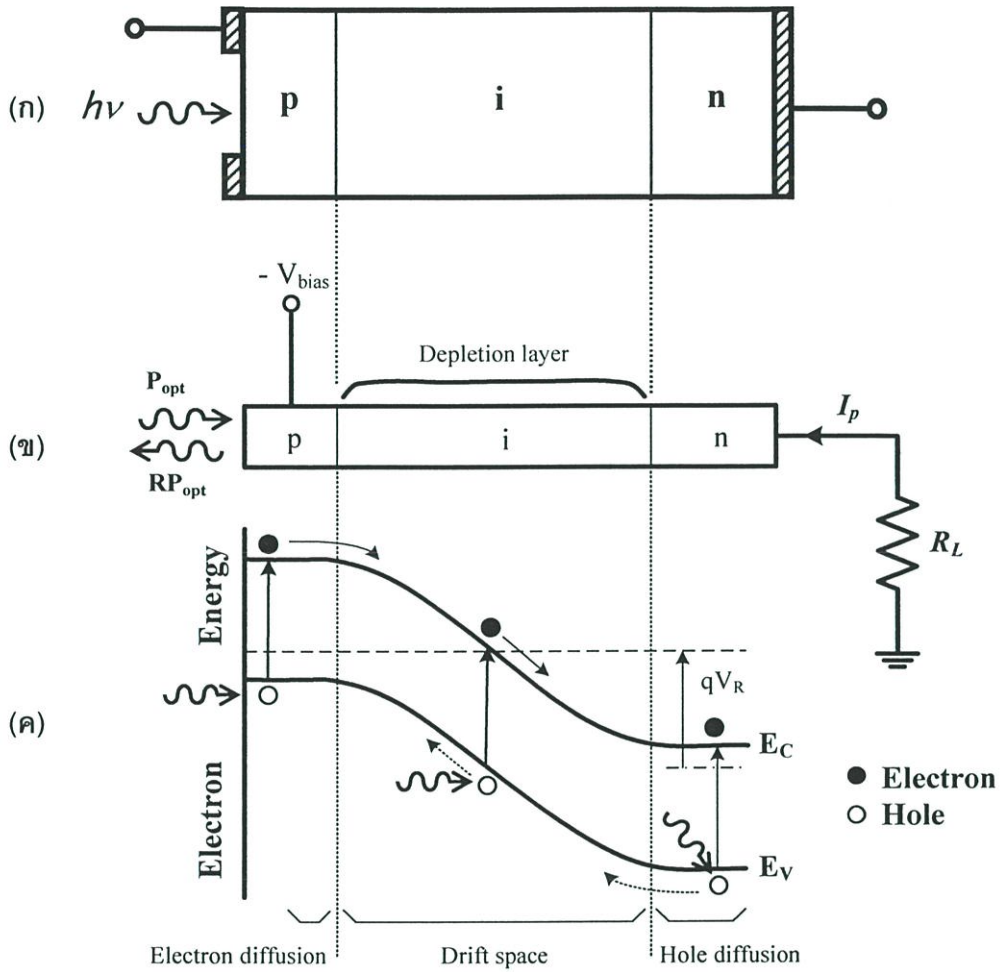 (ก)
hν
p
i
n
- V_bias
Depletion layer
P_opt
RP_opt
(ข)
p
i
n
I_p
R_L
(ค)
Electron Energy
qV_R
E_C
E_V
Electron
Hole
Electron diffusion
Drift space
Hole diffusion